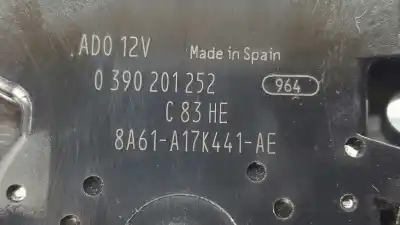 ADO 12V Made in Spain
0 390 201 252 964
C 83 HE
8A61-A17K441-AE